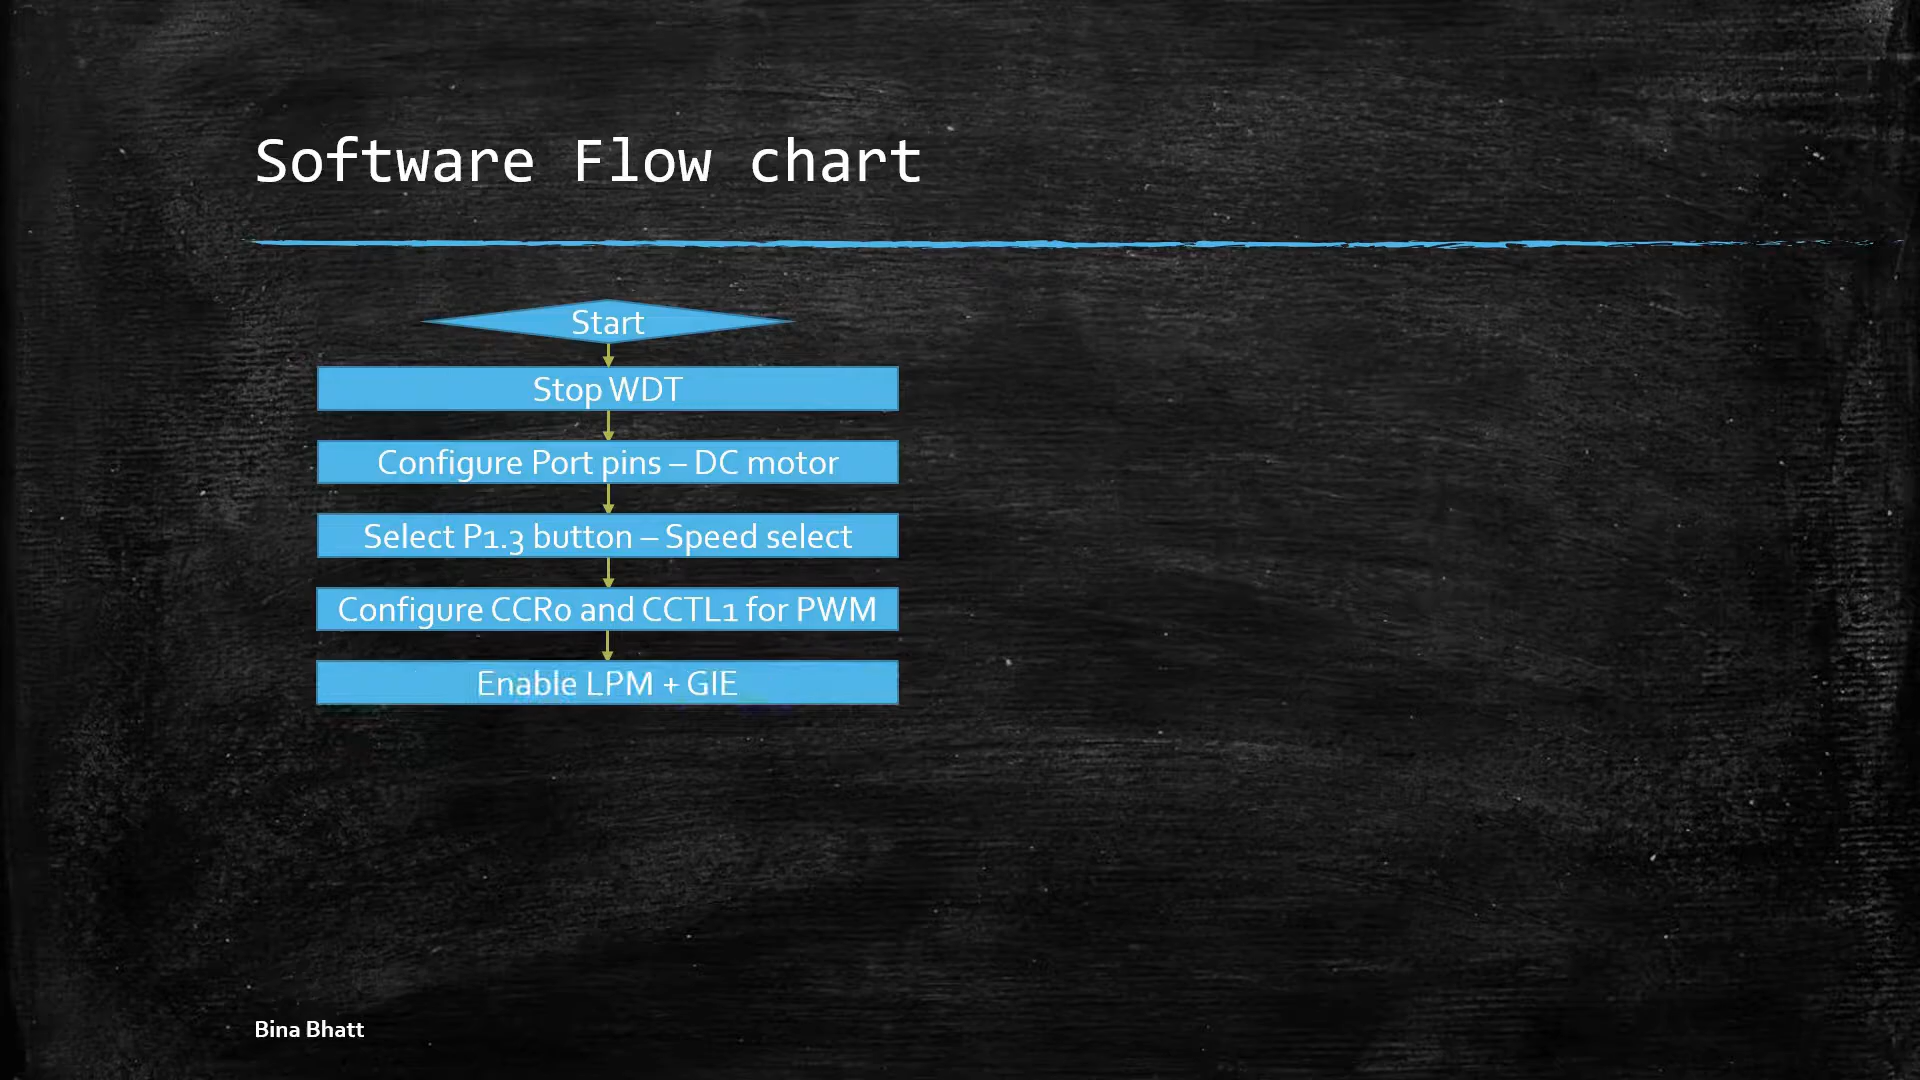 Software Flow chart
Start
Stop WDT
Configure Port pins – DC motor
Select P1.3 button – Speed select
Configure CCR0 and CCTL1 for PWM
Enable LPM + GIE
Bina Bhatt